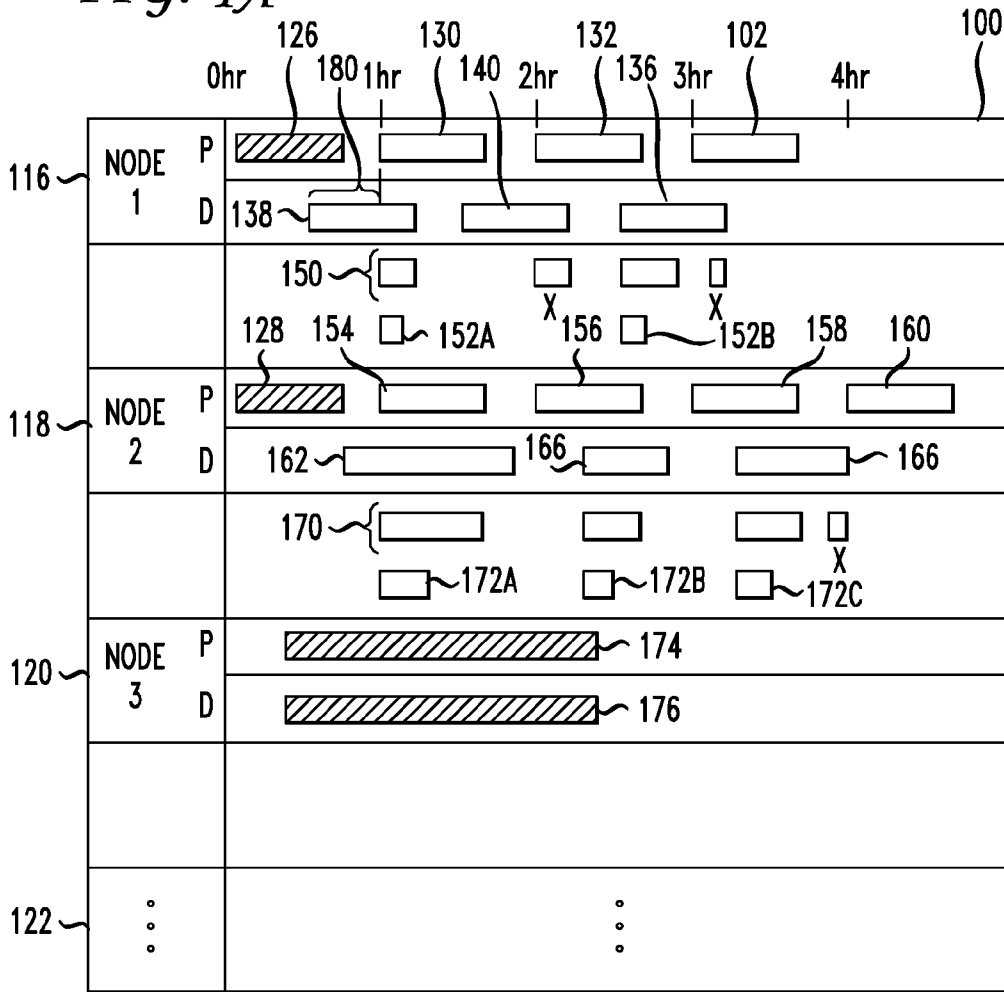 126 130 132 102 100
0hr 180 1hr 140 2hr 136 3hr 4hr
116 NODE 1 P
D 138
150
X X
154 152A 156 152B 158 160
128
118 NODE 2 P
D 162 166 166
170
X
172A 172B 172C
120 NODE 3 P 174
D 176
122